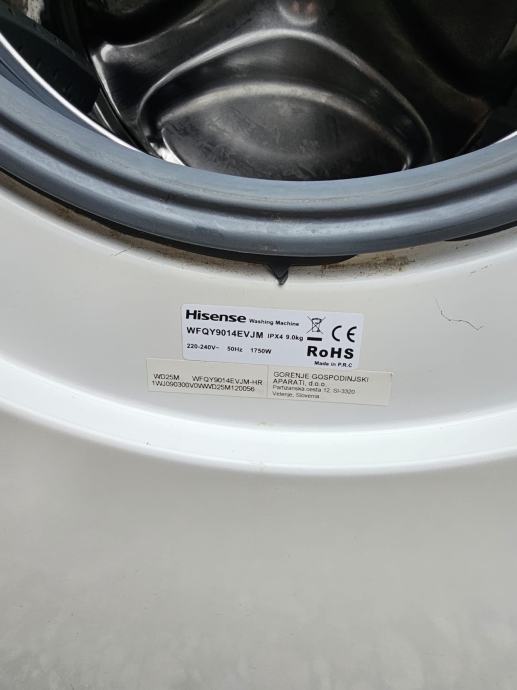 Hisense Washing Machine
WFQY9014EVJM IPX4 9.0kg
220-240V~ 50Hz 1750W
CE
RoHS
Made in P.R.C
WD25M WFQY9014EVJM-HR
1WJ090300V0WWD25M120056
GORENJE GOSPODINJSKI
APARATI, d.o.o.
Partizanska cesta 12, SI-3320
Velenje, Slovenia